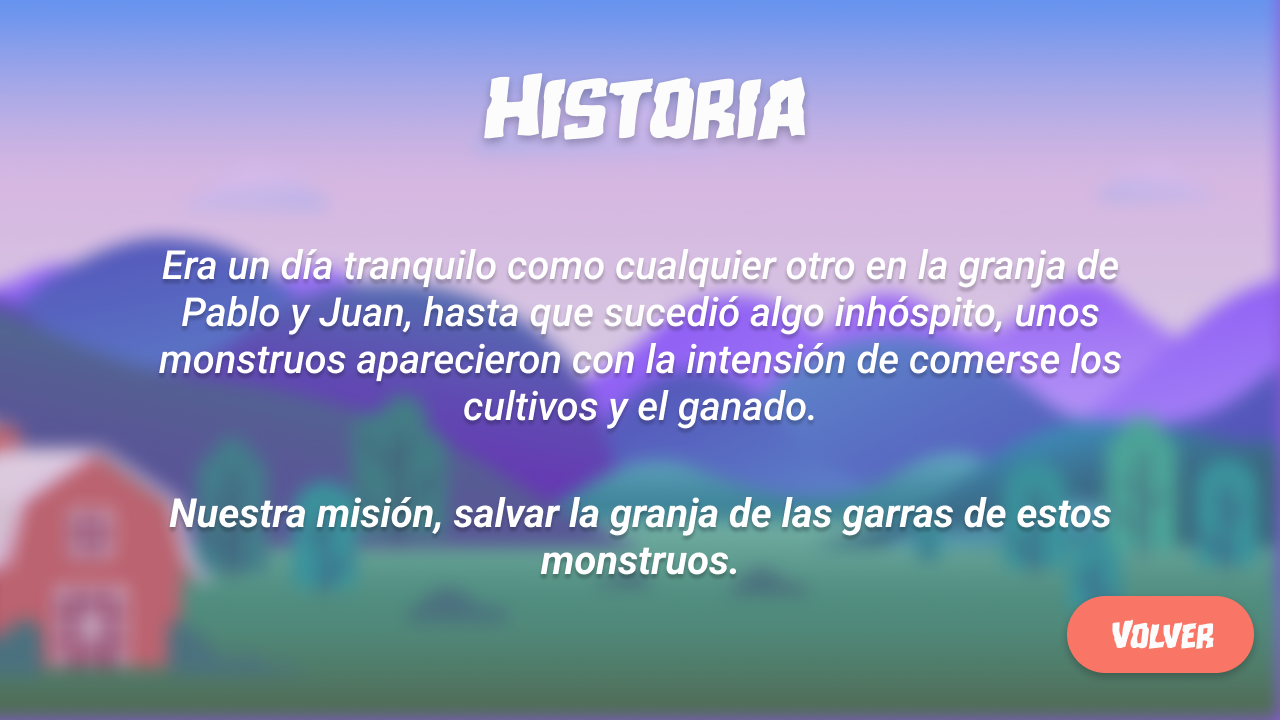 Historia
Era un día tranquilo como cualquier otro en la granja de
Pablo y Juan, hasta que sucedió algo inhóspito, unos
monstruos aparecieron con la intensión de comerse los
cultivos y el ganado.
Nuestra misión, salvar la granja de las garras de estos
monstruos.
Volver